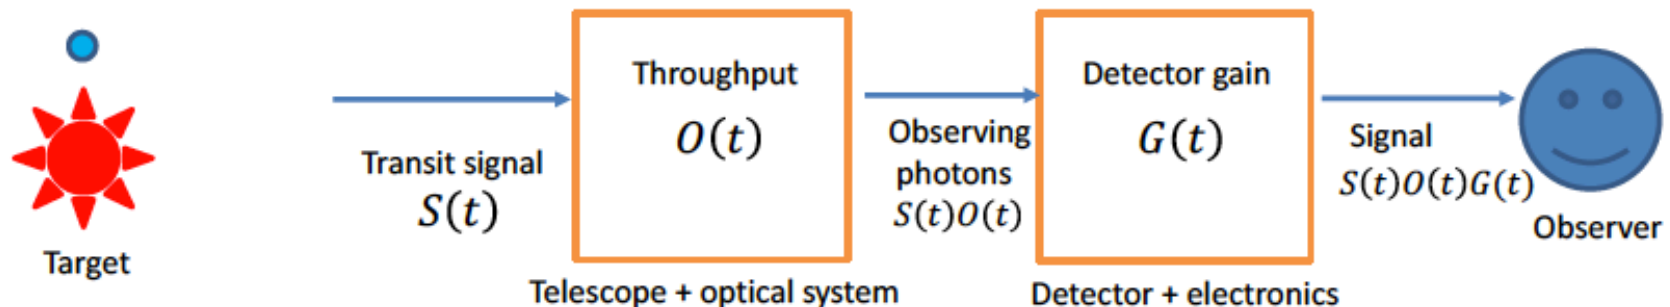 Target
Transit signal
S(t)
Throughput
O(t)
Telescope + optical system
Observing
photons
S(t)O(t)
Detector gain
G(t)
Detector + electronics
Signal
S(t)O(t)G(t)
Observer